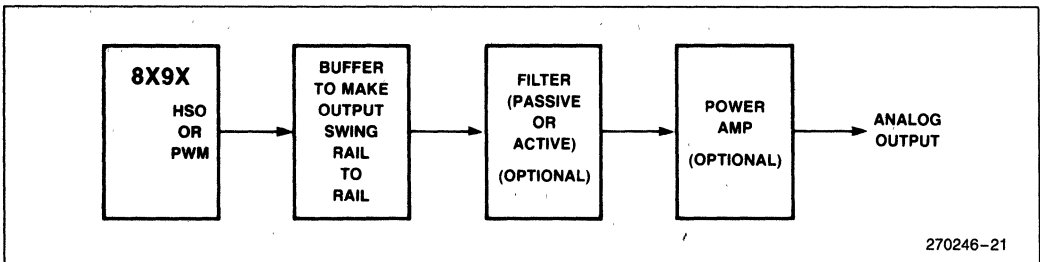 8X9X
HSO
OR
PWM
BUFFER
TO MAKE
OUTPUT
SWING
RAIL
TO
RAIL
FILTER
(PASSIVE
OR
ACTIVE)
(OPTIONAL)
POWER
AMP
(OPTIONAL)
ANALOG
OUTPUT
270246–21